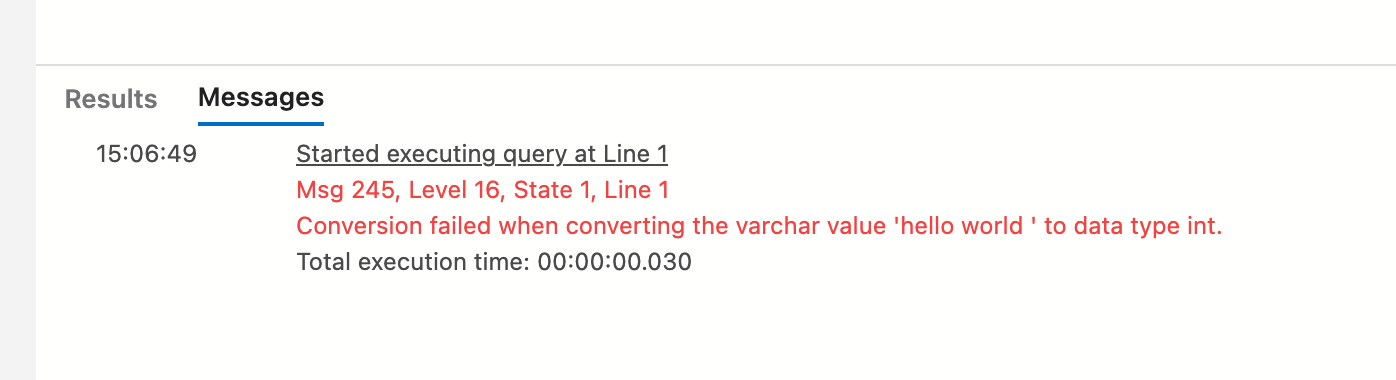 Results Messages
15:06:49 Started executing query at Line 1
Msg 245, Level 16, State 1, Line 1
Conversion failed when converting the varchar value 'hello world ' to data type int.
Total execution time: 00:00:00.030